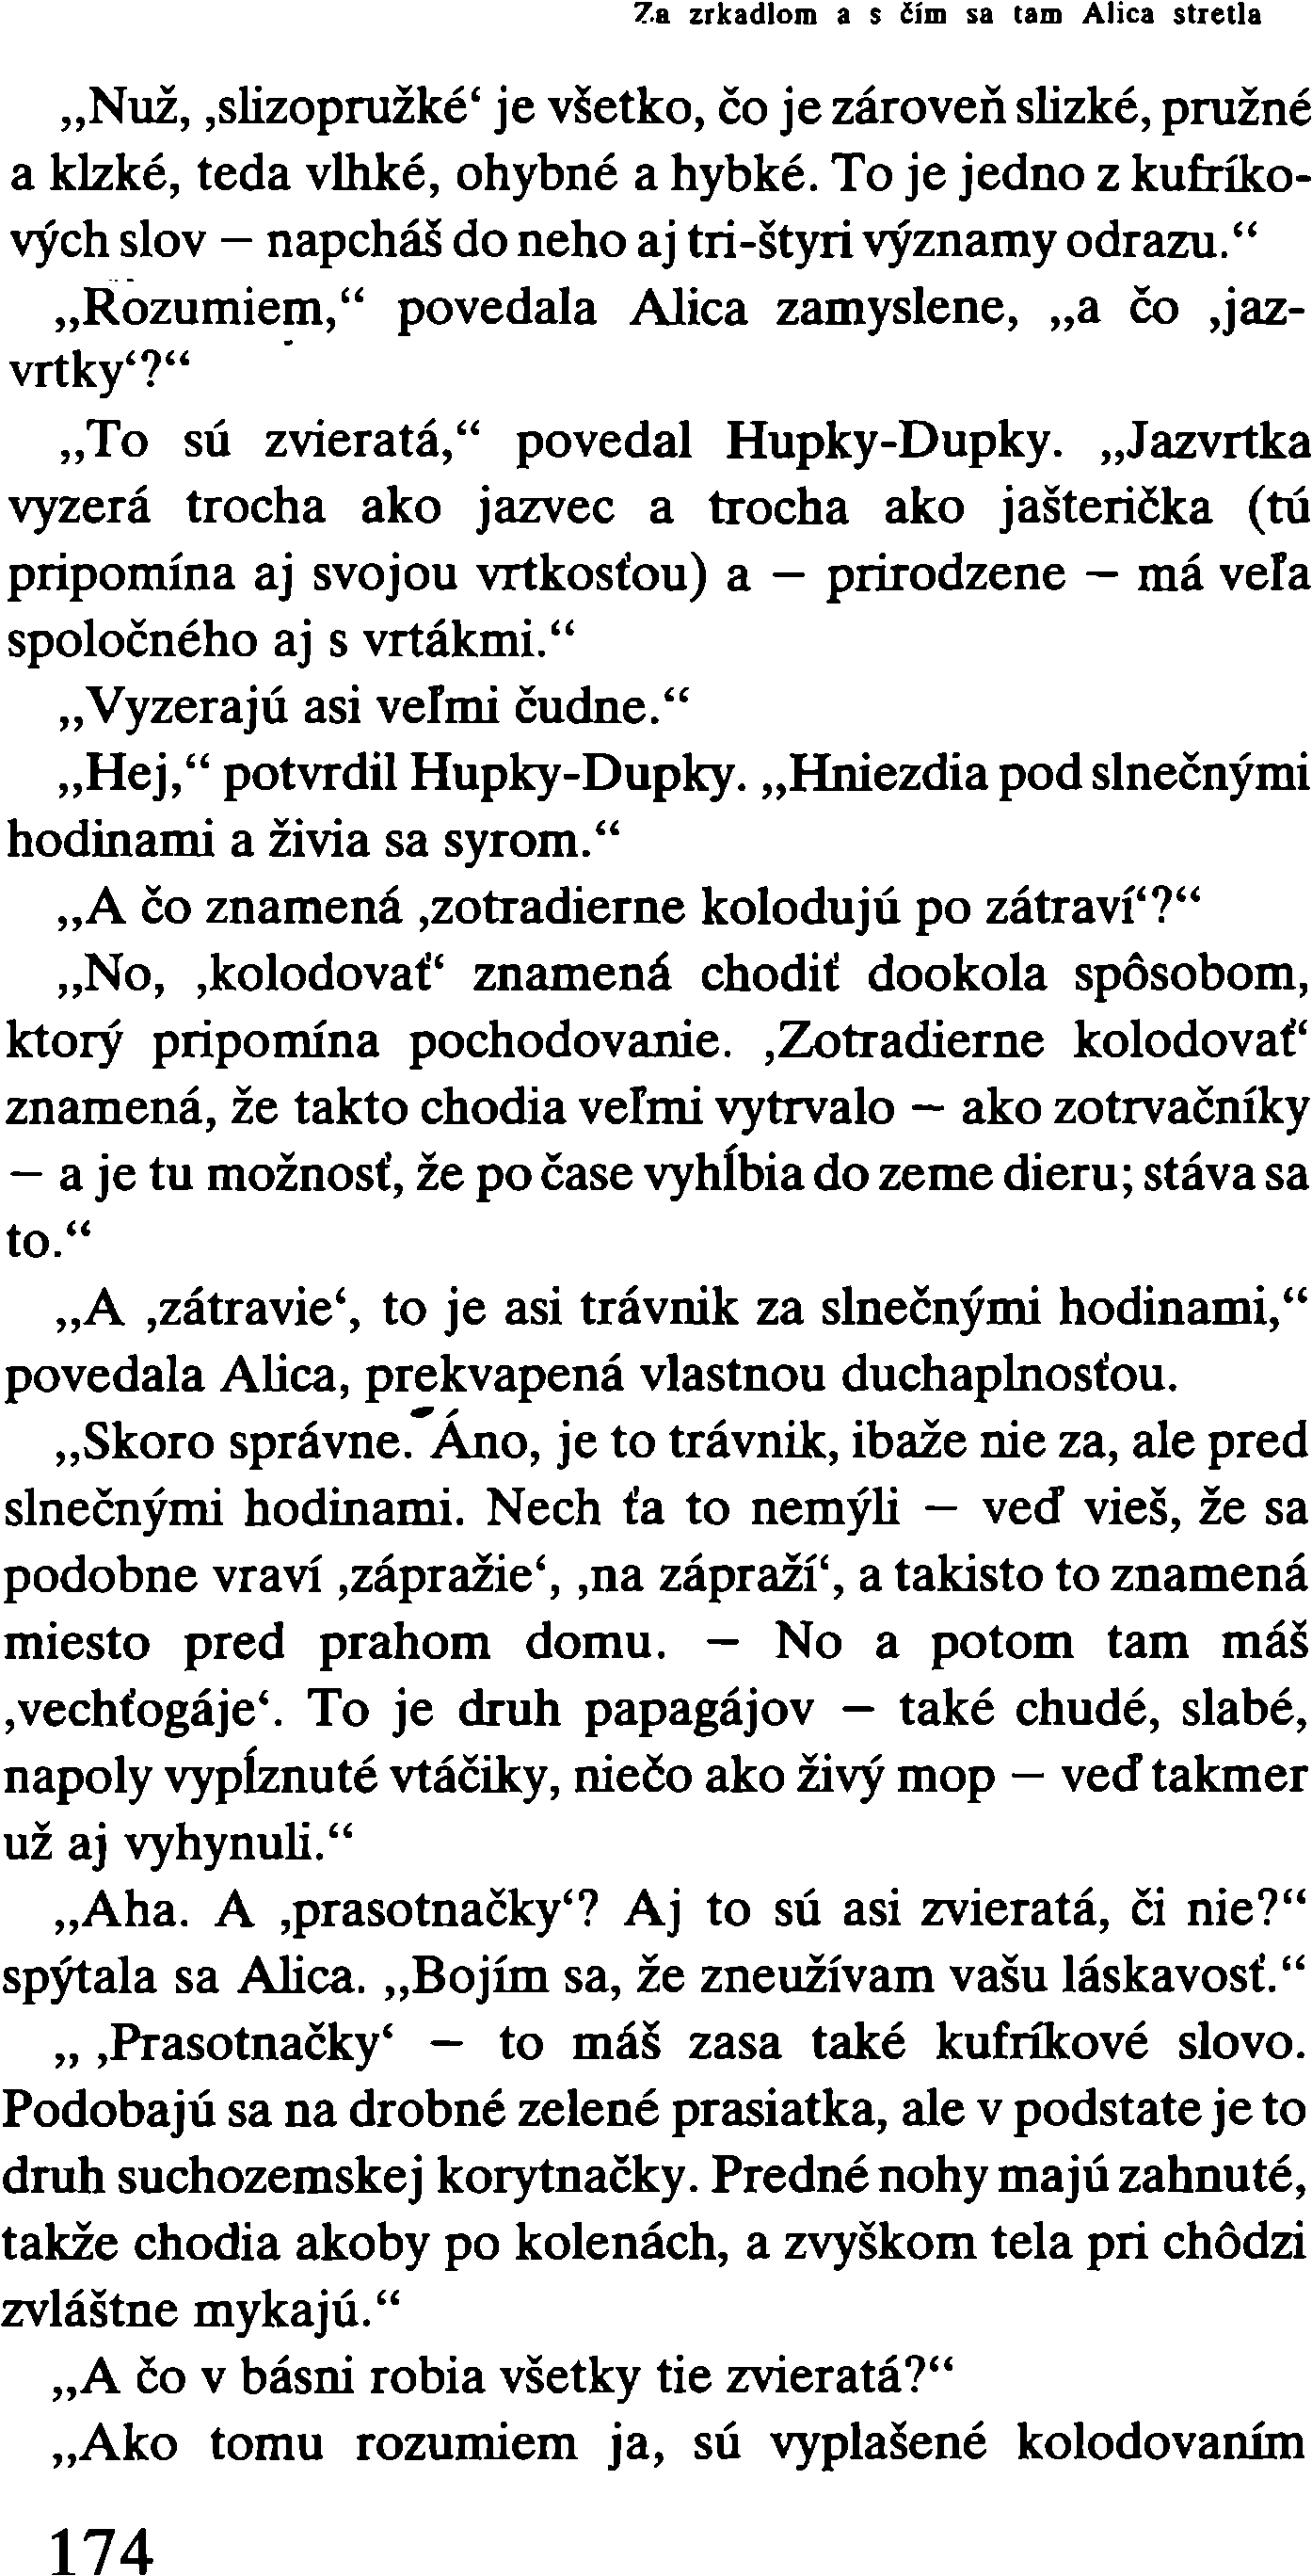 Za zrkadlom a s čím sa tam Alica stretla
„Nuž, ‚slizopružké‘ je všetko, čo je zároveň slizké, pružné
a klzké, teda vlhké, ohybné a hybké. To je jedno z kufríko-
vých slov — napcháš do neho aj tri-štyri významy odrazu.“
„Rozumiem,“ povedala Alica zamyslene, „a čo ‚jaz-
vrtky‘?“
„To sú zvieratá,“ povedal Hupky-Dupky. „Jazvrtka
vyzerá trocha ako jazvec a trocha ako jašterička (tú
pripomína aj svojou vrtkosťou) a — prirodzene — má veľa
spoločného aj s vrtákmi.“
„Vyzerajú asi veľmi čudne.“
„Hej,“ potvrdil Hupky-Dupky. „Hniezdia pod slnečnými
hodinami a živia sa syrom.“
„A čo znamená ‚zotradierne kolodujú po zátraví‘?“
„No, ‚kolodovať‘ znamená chodiť dookola spôsobom,
ktorý pripomína pochodovanie. ‚Zotradierne kolodovať‘
znamená, že takto chodia veľmi vytrvalo — ako zotrvačníky
— a je tu možnosť, že po čase vyhĺbia do zeme dieru; stáva sa
to.“
„A ‚zátravie‘, to je asi trávnik za slnečnými hodinami,“
povedala Alica, prekvapená vlastnou duchaplnosťou.
„Skoro správne. Áno, je to trávnik, ibaže nie za, ale pred
slnečnými hodinami. Nech ťa to nemýli — veď vieš, že sa
podobne vraví ‚zápražie‘, ‚na zápraží‘, a takisto to znamená
miesto pred prahom domu. — No a potom tam máš
‚vechťogáje‘. To je druh papagájov — také chudé, slabé,
napoly vypĺznuté vtáčiky, niečo ako živý mop — veď takmer
už aj vyhynuli.“
„Aha. A ‚prasotnačky‘? Aj to sú asi zvieratá, či nie?“
spýtala sa Alica. „Bojím sa, že zneužívam vašu láskavosť.“
„ ‚Prasotnačky‘ — to máš zasa také kufríkové slovo.
Podobajú sa na drobné zelené prasiatka, ale v podstate je to
druh suchozemskej korytnačky. Predné nohy majú zahnuté,
takže chodia akoby po kolenách, a zvyškom tela pri chôdzi
zvláštne mykajú.“
„A čo v básni robia všetky tie zvieratá?“
„Ako tomu rozumiem ja, sú vyplašené kolodovaním
174